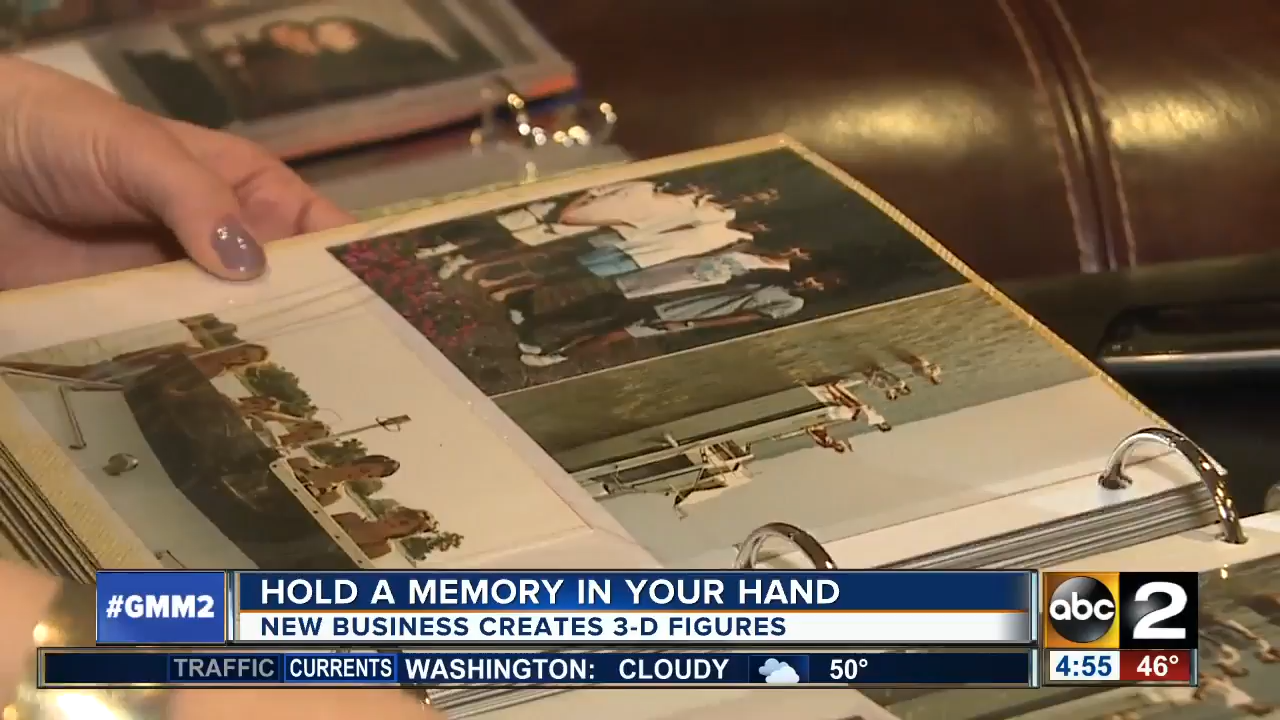 #GMM2
HOLD A MEMORY IN YOUR HAND
NEW BUSINESS CREATES 3-D FIGURES
abc 2
TRAFFIC CURRENTS WASHINGTON: CLOUDY 50°
4:55 46°